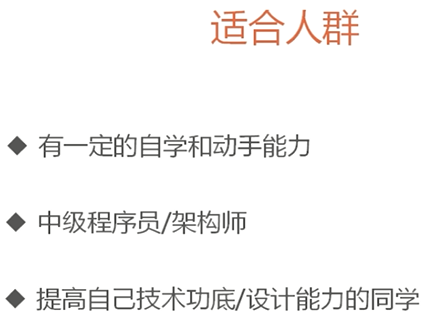 适合人群
◆ 有一定的自学和动手能力
◆ 中级程序员/架构师
◆ 提高自己技术功底/设计能力的同学